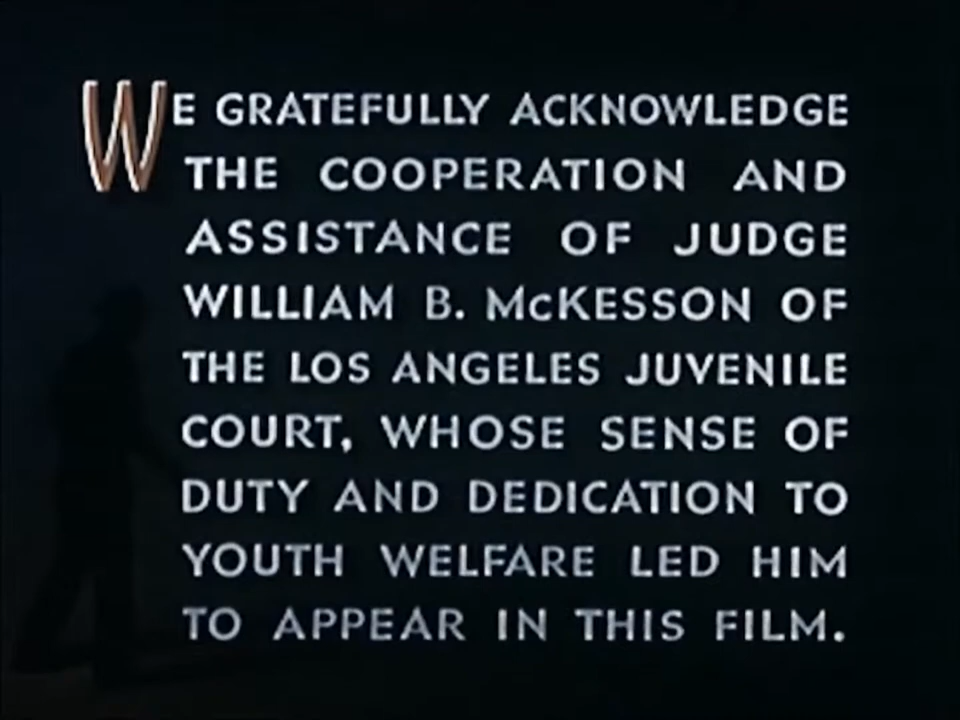 WE GRATEFULLY ACKNOWLEDGE
THE COOPERATION AND
ASSISTANCE OF JUDGE
WILLIAM B. McKESSON OF
THE LOS ANGELES JUVENILE
COURT, WHOSE SENSE OF
DUTY AND DEDICATION TO
YOUTH WELFARE LED HIM
TO APPEAR IN THIS FILM.